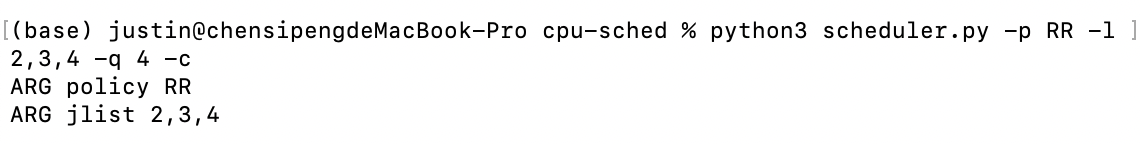 [(base) justin@chensipengdeMacBook-Pro cpu-sched % python3 scheduler.py -p RR -l ]
2,3,4 -q 4 -c
ARG policy RR
ARG jlist 2,3,4